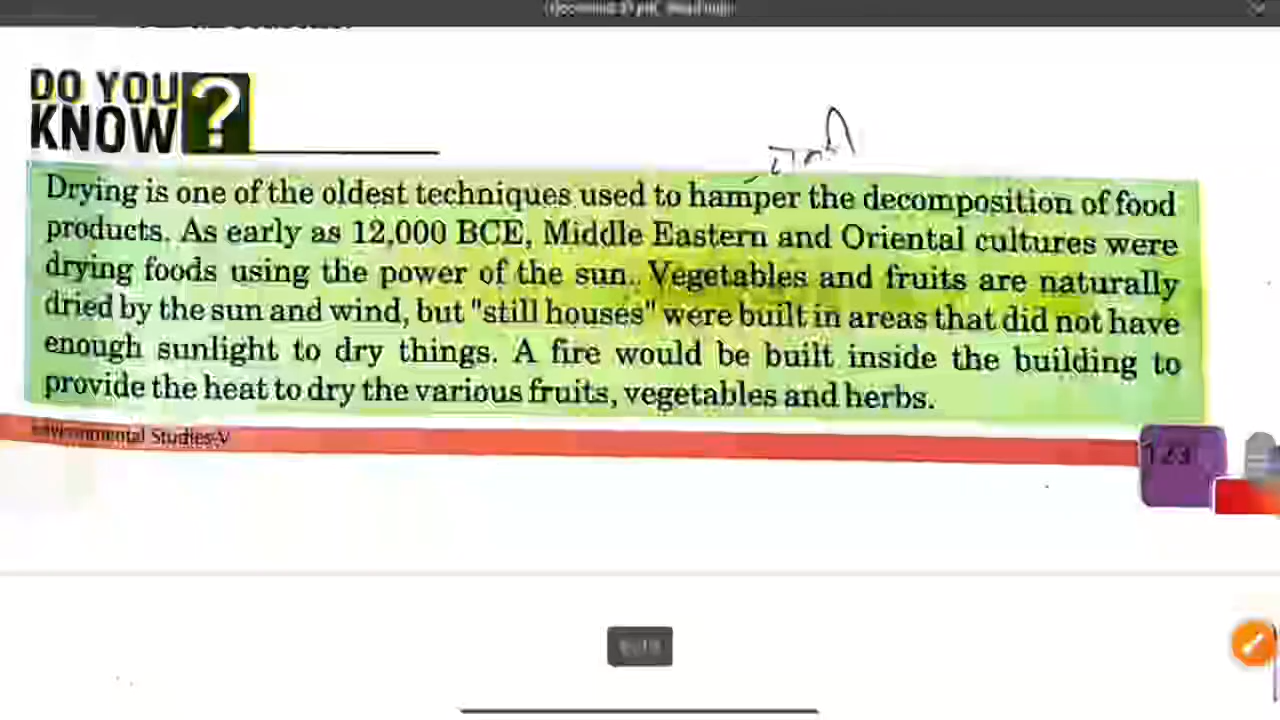 DO YOU
KNOW ?
Drying is one of the oldest techniques used to hamper the decomposition of food
products. As early as 12,000 BCE, Middle Eastern and Oriental cultures were
drying foods using the power of the sun. Vegetables and fruits are naturally
dried by the sun and wind, but "still houses" were built in areas that did not have
enough sunlight to dry things. A fire would be built inside the building to
provide the heat to dry the various fruits, vegetables and herbs.
Environmental Studies-V
123